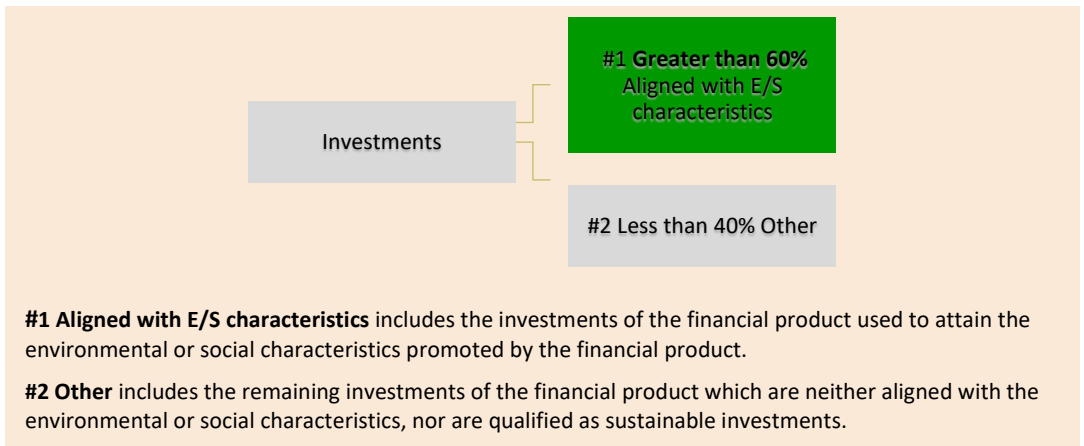 #1 Greater than 60%
Aligned with E/S
characteristics
Investments
#2 Less than 40% Other
#1 Aligned with E/S characteristics includes the investments of the financial product used to attain the
environmental or social characteristics promoted by the financial product.
#2 Other includes the remaining investments of the financial product which are neither aligned with the
environmental or social characteristics, nor are qualified as sustainable investments.